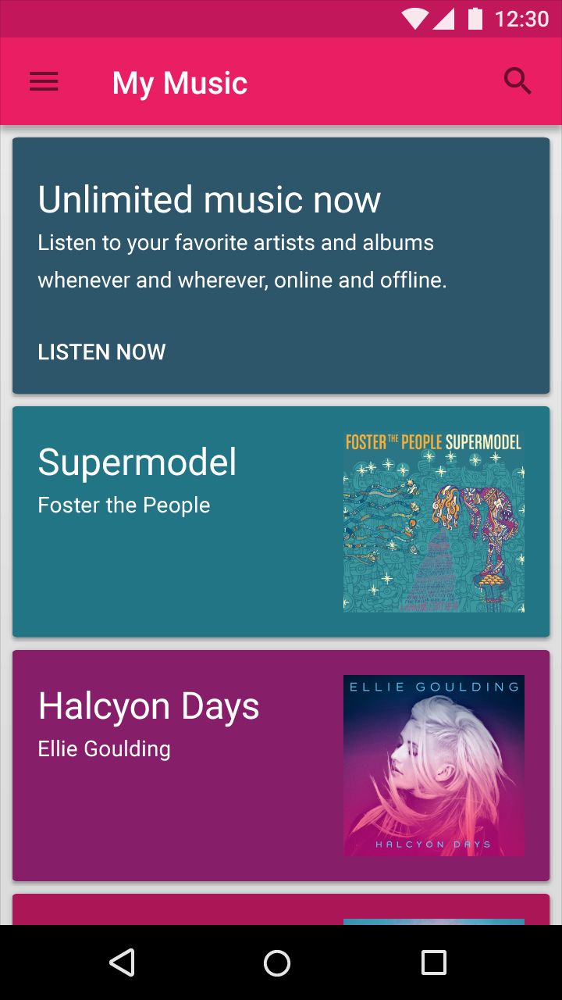 12:30
My Music
Unlimited music now
Listen to your favorite artists and albums
whenever and wherever, online and offline.
LISTEN NOW
Supermodel
Foster the People
FOSTER THE PEOPLE SUPERMODEL
Halcyon Days
Ellie Goulding
ELLIE GOULDING
HALCYON DAYS